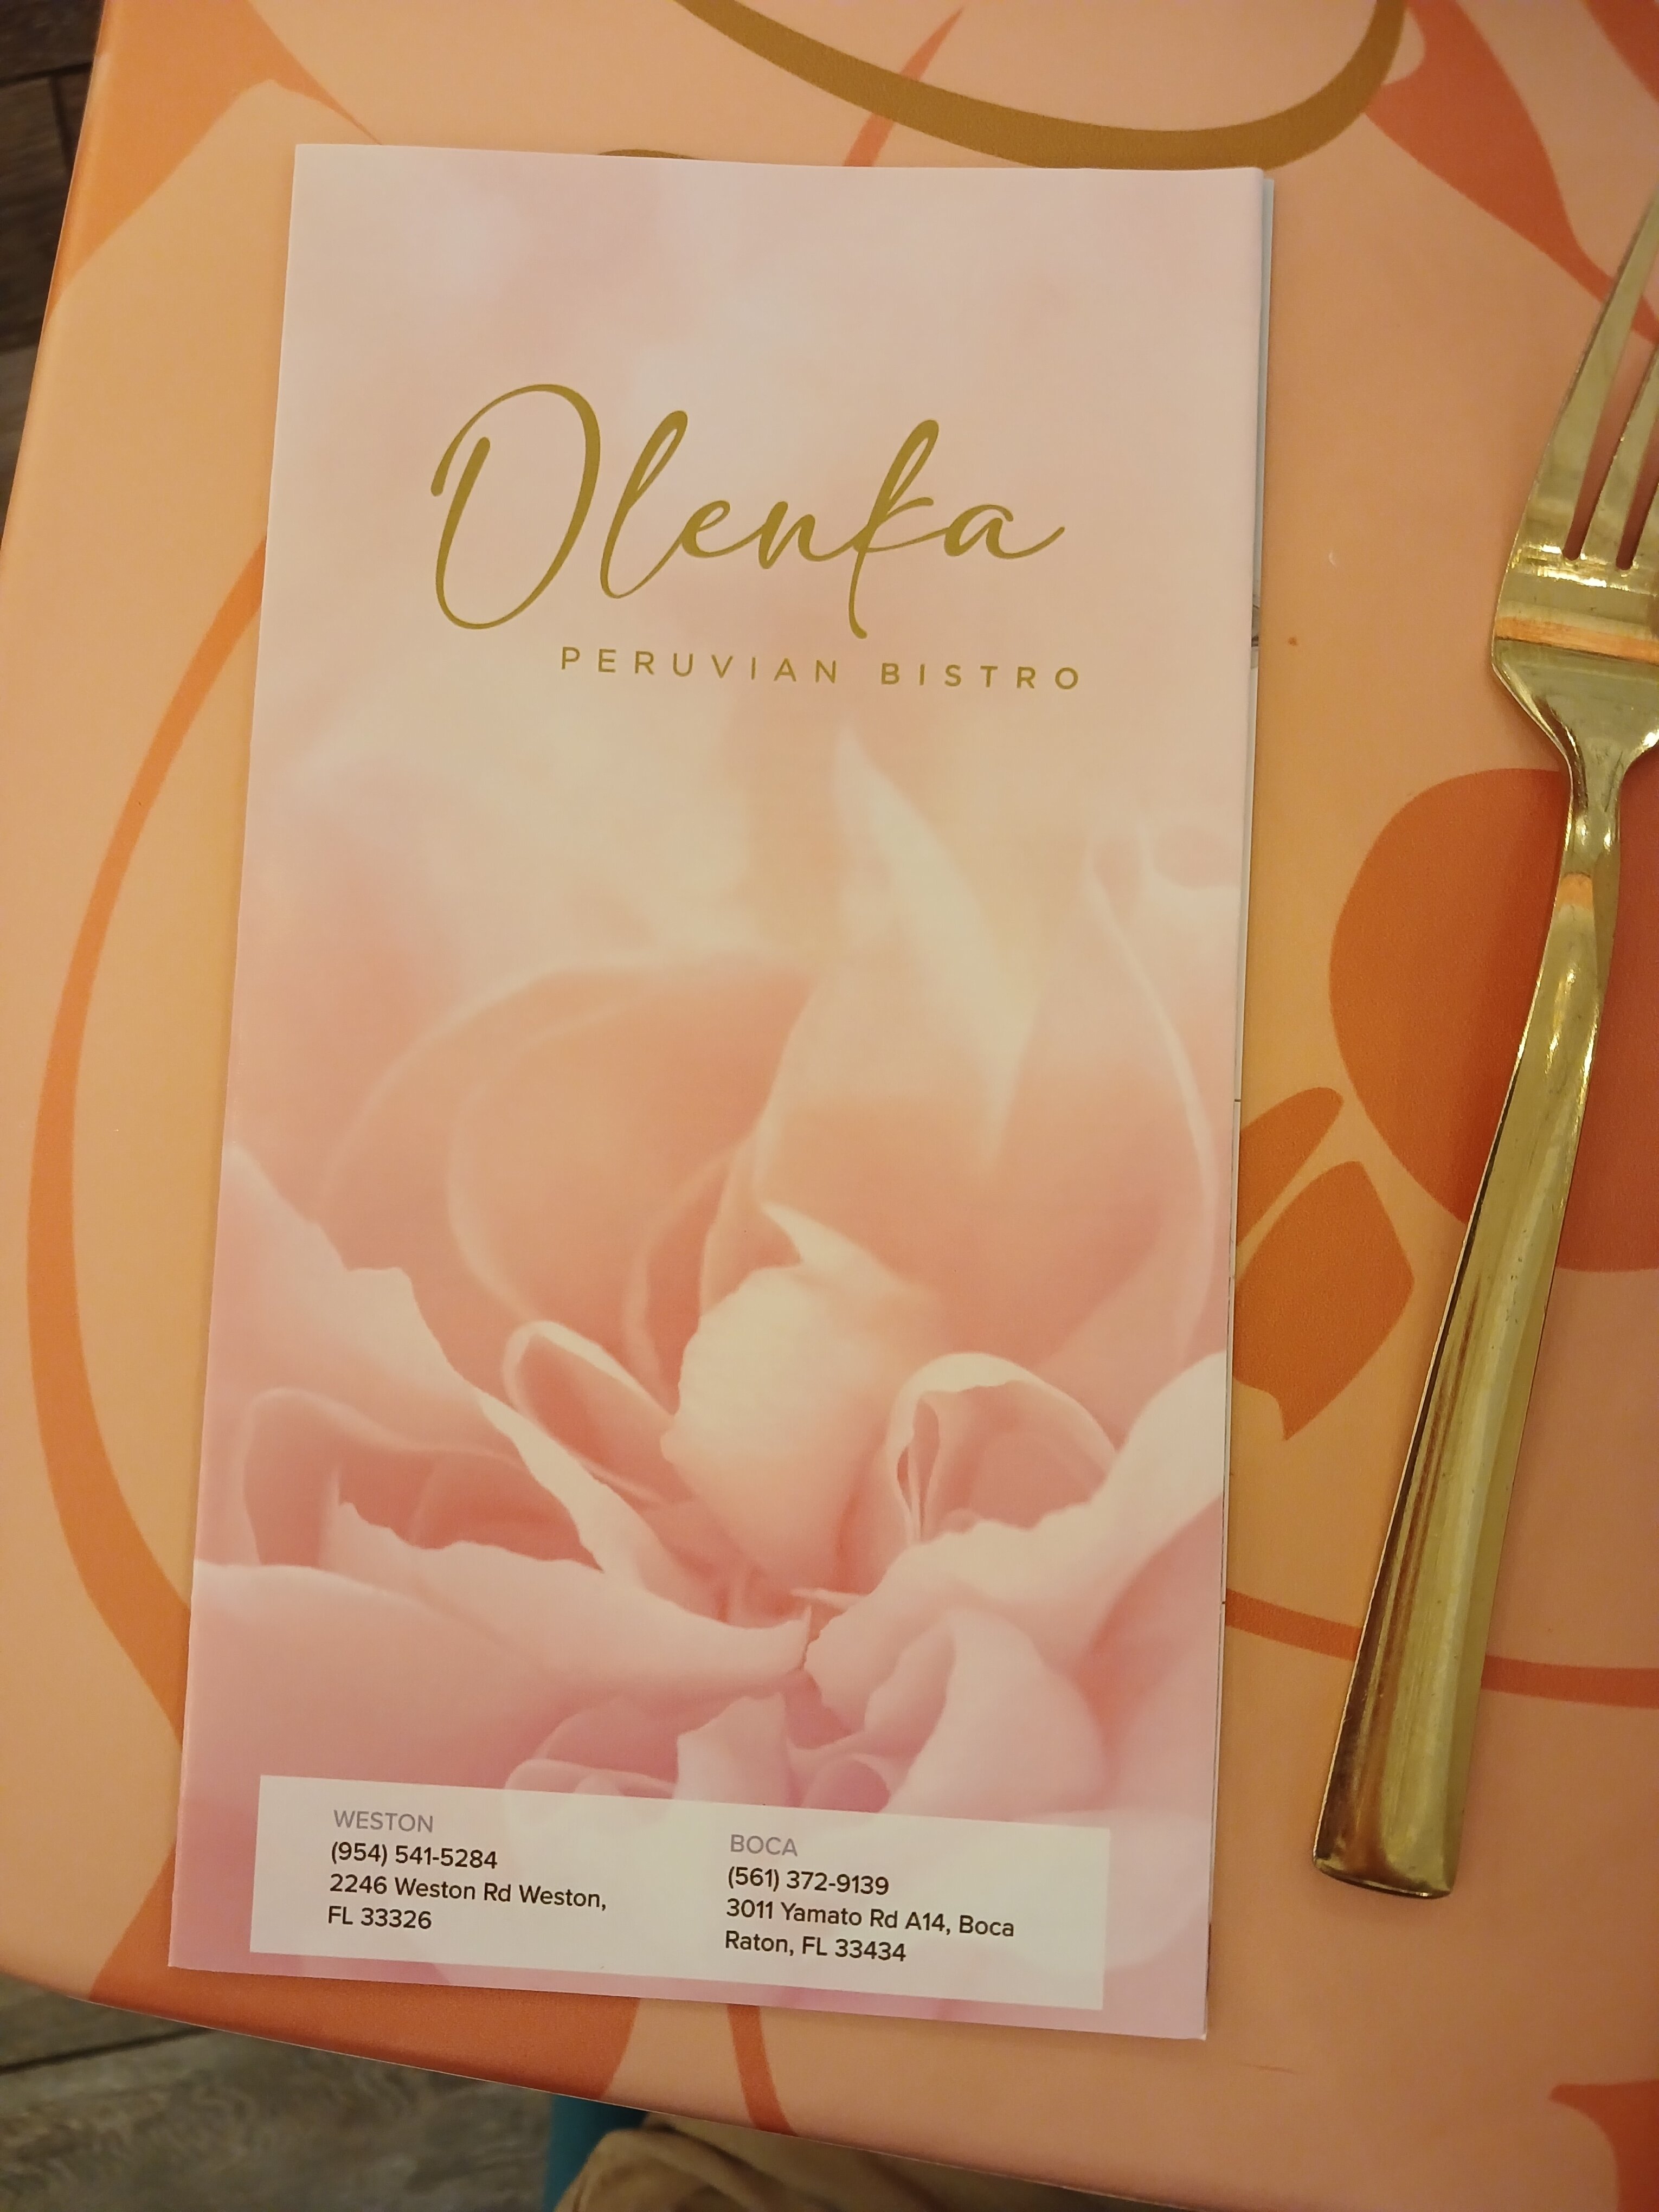 Olenka
PERUVIAN BISTRO
WESTON
(954) 541-5284
2246 Weston Rd Weston,
FL 33326
BOCA
(561) 372-9139
3011 Yamato Rd A14, Boca
Raton, FL 33434